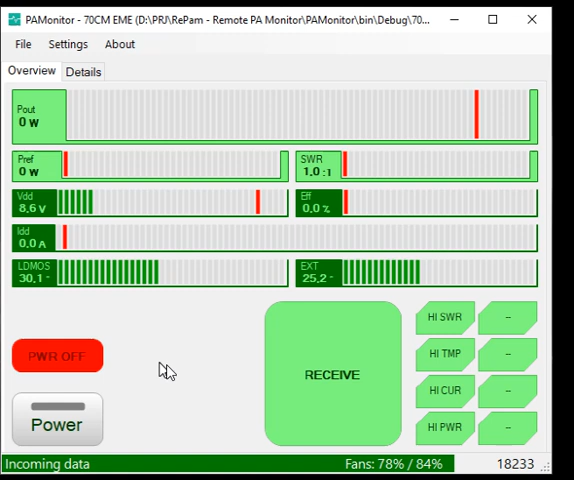 PAMonitor - 70CM EME (D:\PRJ\RePam - Remote PA Monitor\PAMonitor\bin\Debug\70...
File Settings About
Overview Details
Pout
0 W
Pref
0 W
SWR
1.0 :1
Vdd
8,6 V
Eff
0,0 %
Idd
0,0 A
LDMOS
30,1 -
EXT
25,2 -
PWR OFF
Power
RECEIVE
HI SWR --
HI TMP --
HI CUR --
HI PWR --
Incoming data Fans: 78% / 84% 18233